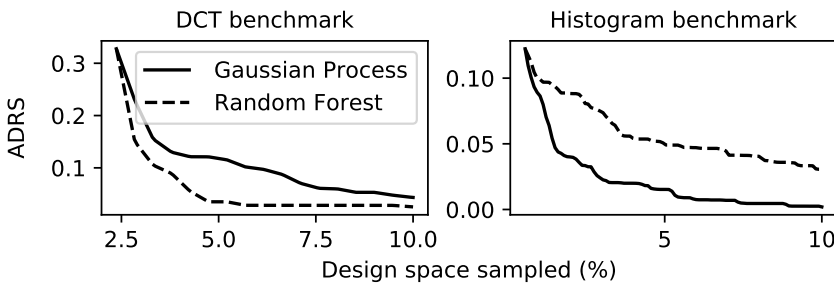 DCT benchmark
Histogram benchmark
ADRS
0.3
0.2
0.1
Gaussian Process
Random Forest
2.5 5.0 7.5 10.0
0.10
0.05
0.00
5 10
Design space sampled (%)